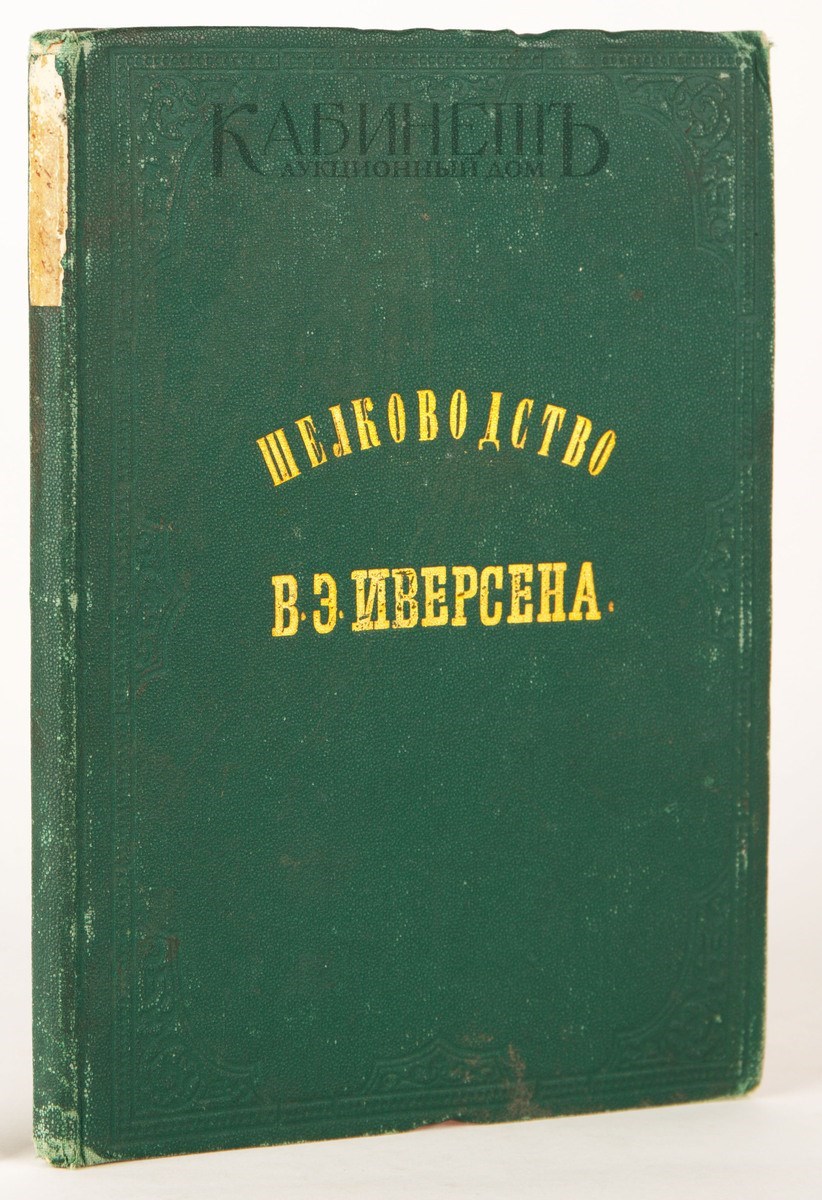 КАБИНЕТЪ
АУКЦИОННЫЙ ДОМ
ШЕЛКОВОДСТВО
В. Э. ИВЕРСЕНА.